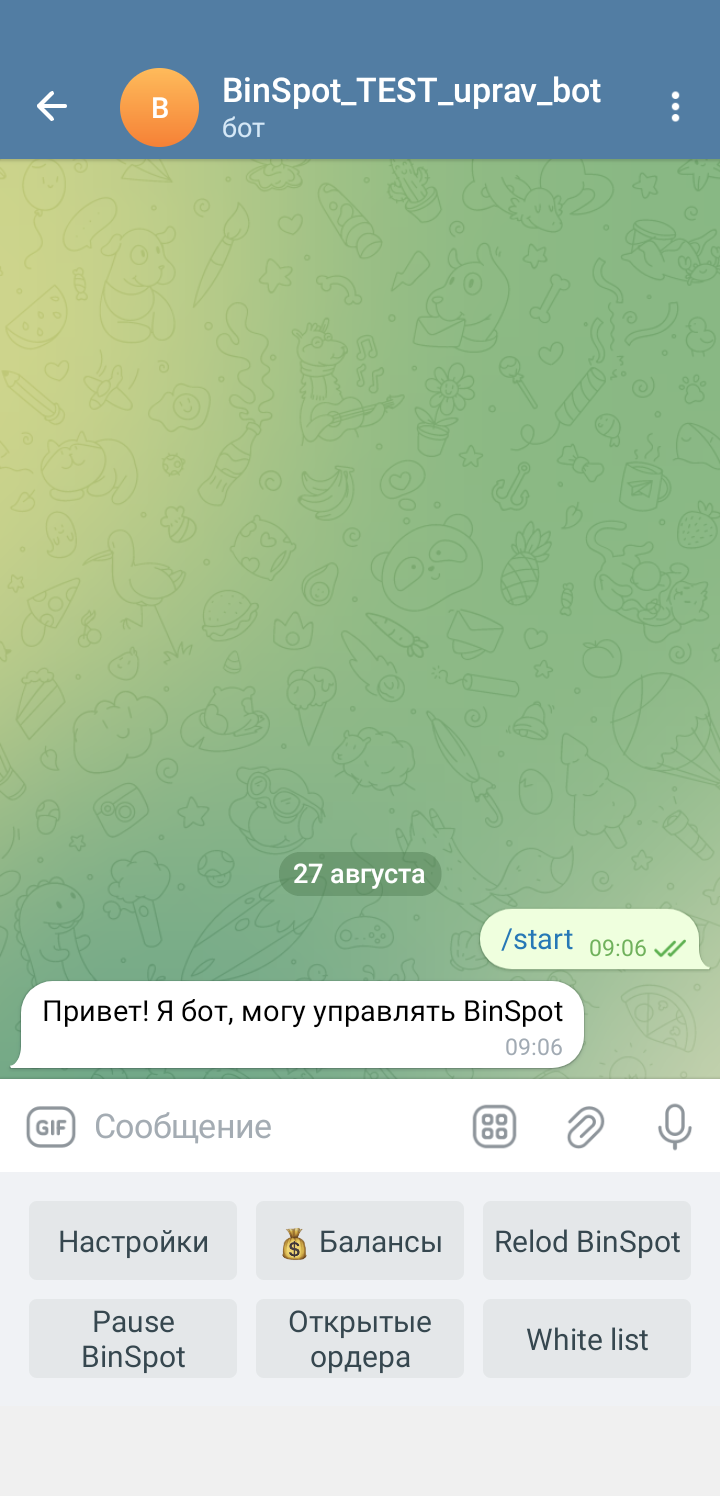 B
BinSpot_TEST_uprav_bot
бот
27 августа
/start
09:06
Привет! Я бот, могу управлять BinSpot
09:06
GIF
Сообщение
Настройки
Балансы
Relod BinSpot
Pause
BinSpot
Открытые
ордера
White list